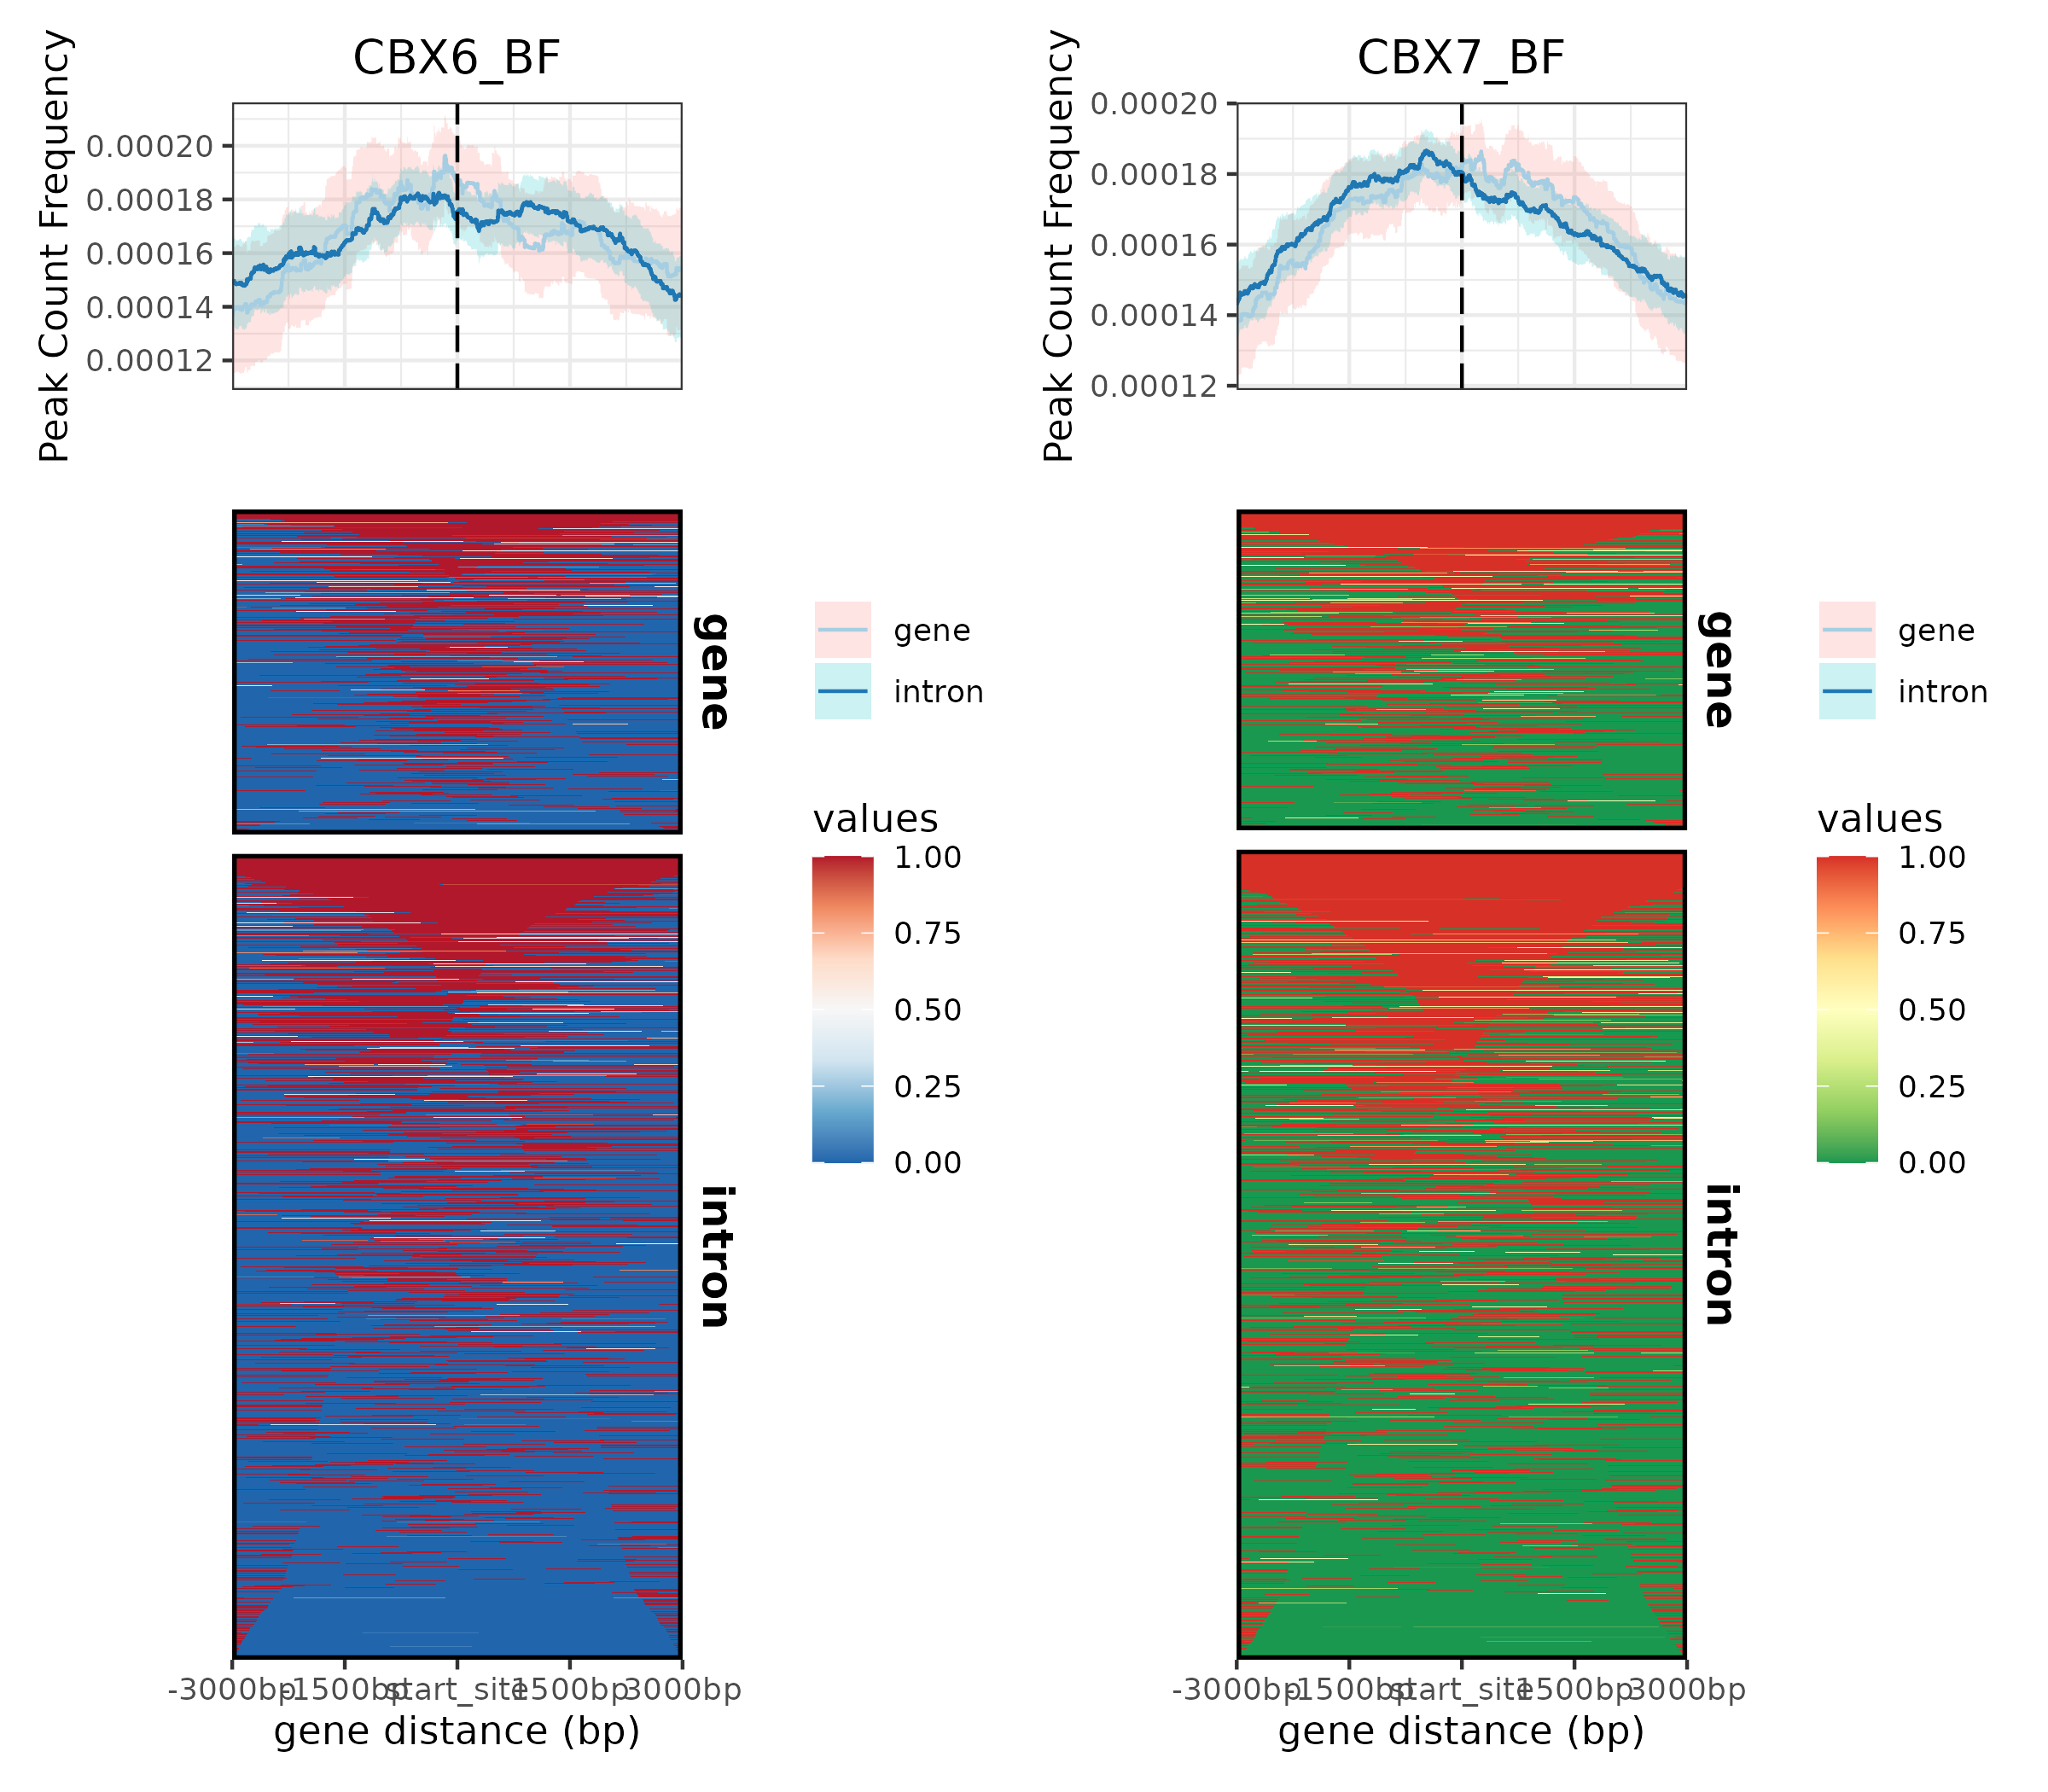 CBX6_BF
Peak Count Frequency
0.00020
0.00018
0.00016
0.00014
0.00012
gene
intron
gene
intron
values
1.00
0.75
0.50
0.25
0.00
-3000bp
-1500bp
start_site
1500bp
3000bp
gene distance (bp)
CBX7_BF
Peak Count Frequency
0.00020
0.00018
0.00016
0.00014
0.00012
gene
intron
gene
intron
values
1.00
0.75
0.50
0.25
0.00
-3000bp
-1500bp
start_site
1500bp
3000bp
gene distance (bp)